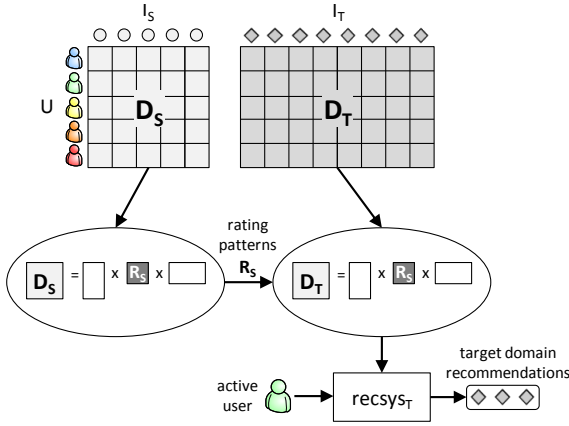 I_S I_T
U
D_S D_T
rating
patterns
R_S
D_S = x R_S x
D_T = x R_S x
target domain
recommendations
active
user
recsys_T